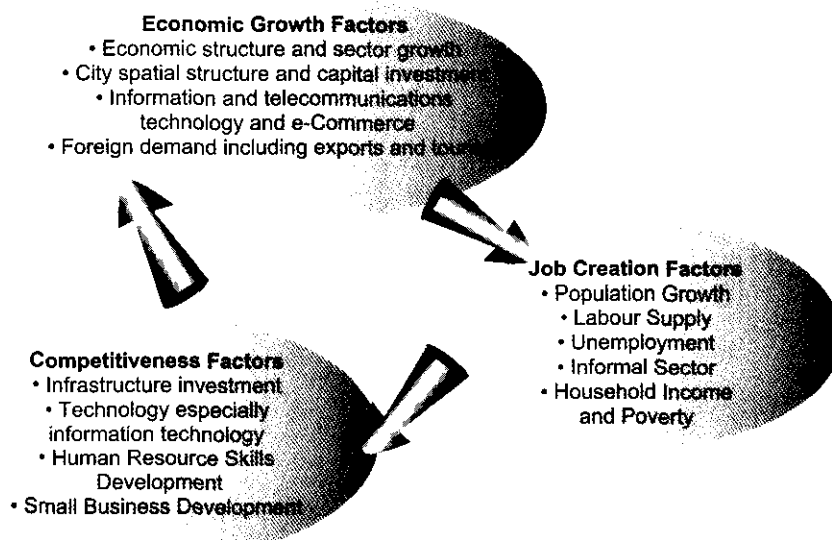 Economic Growth Factors
• Economic structure and sector growth
• City spatial structure and capital investment
• Information and telecommunications
technology and e-Commerce
• Foreign demand including exports and tourism
Job Creation Factors
• Population Growth
• Labour Supply
• Unemployment
• Informal Sector
• Household Income
and Poverty
Competitiveness Factors
• Infrastructure investment
• Technology especially
information technology
• Human Resource Skills
Development
• Small Business Development